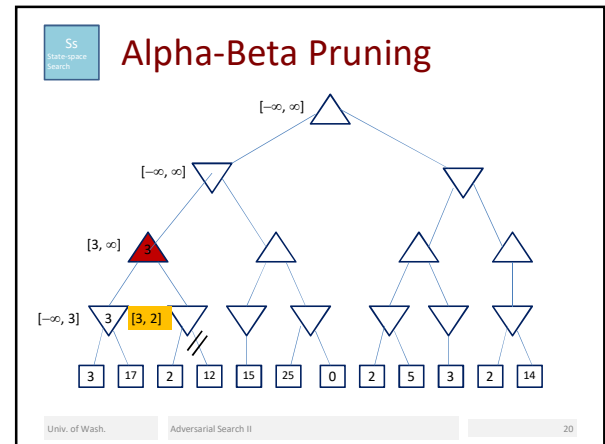 Ss
State-space
Search
Alpha-Beta Pruning
[−∞, ∞]
[−∞, ∞]
[3, ∞]
3
[−∞, 3]
3
[3, 2]
3 17 2 12 15 25 0 2 5 3 2 14
Univ. of Wash. Adversarial Search II 20